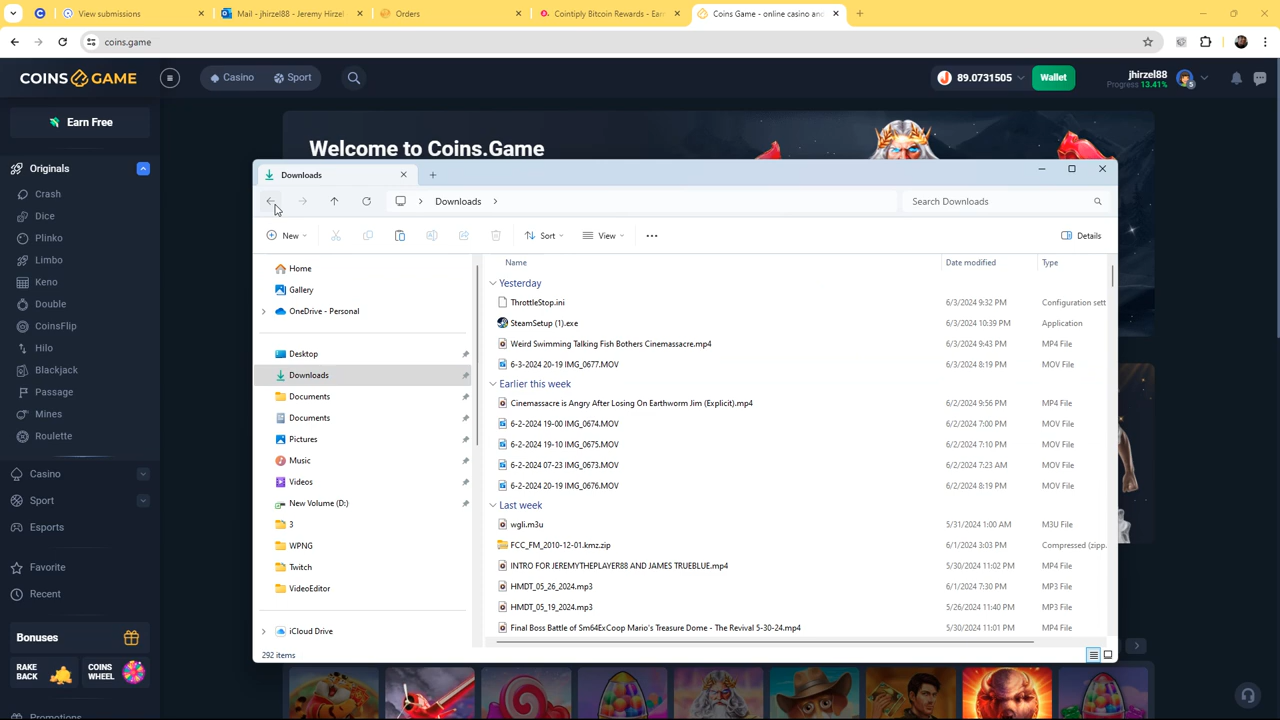 View submissions
Mail - jhirzel88 - Jeremy Hirzel
Orders
Cointiply Bitcoin Rewards - Earn
Coins Game - online casino and
coins.game
COINS GAME
Casino
Sport
89.0731505
Wallet
jhirzel88
Progress 13.41%
5
Earn Free
Originals
Crash
Dice
Plinko
Limbo
Keno
Double
CoinsFlip
Hilo
Blackjack
Passage
Mines
Roulette
Casino
Sport
Esports
Favorite
Recent
Bonuses
RAKE BACK
COINS WHEEL
Promotions
Welcome to Coins.Game
Downloads
Downloads
Search Downloads
New
Sort
View
Details
Home
Gallery
OneDrive - Personal
Desktop
Downloads
Documents
Documents
Pictures
Music
Videos
New Volume (D:)
3
WPNG
Twitch
VideoEditor
iCloud Drive
Name Date modified Type
Yesterday
ThrottleStop.ini 6/3/2024 9:32 PM Configuration sett
SteamSetup (1).exe 6/3/2024 10:39 PM Application
Weird Swimming Talking Fish Bothers Cinemassacre.mp4 6/3/2024 9:43 PM MP4 File
6-3-2024 20-19 IMG_0677.MOV 6/3/2024 8:19 PM MOV File
Earlier this week
Cinemassacre is Angry After Losing On Earthworm Jim (Explicit).mp4 6/2/2024 9:56 PM MP4 File
6-2-2024 19-00 IMG_0674.MOV 6/2/2024 7:00 PM MOV File
6-2-2024 19-10 IMG_0675.MOV 6/2/2024 7:10 PM MOV File
6-2-2024 07-23 IMG_0673.MOV 6/2/2024 7:23 AM MOV File
6-2-2024 20-19 IMG_0676.MOV 6/2/2024 8:19 PM MOV File
Last week
wgli.m3u 5/31/2024 1:00 AM M3U File
FCC_FM_2010-12-01.kmz.zip 6/1/2024 3:03 PM Compressed (zipp.
INTRO FOR JEREMYTHEPLAYER88 AND JAMES TRUEBLUE.mp4 5/30/2024 11:02 PM MP4 File
HMDT_05_26_2024.mp3 6/1/2024 7:30 PM MP3 File
HMDT_05_19_2024.mp3 5/26/2024 11:40 PM MP3 File
Final Boss Battle of Sm64ExCoop Mario's Treasure Dome - The Revival 5-30-24.mp4 5/30/2024 11:01 PM MP4 File
292 items